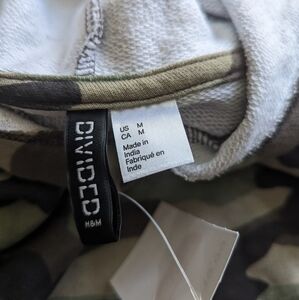 DIVIDED
H&M
US M
CA M
Made in
India
Fabriqué en
Inde